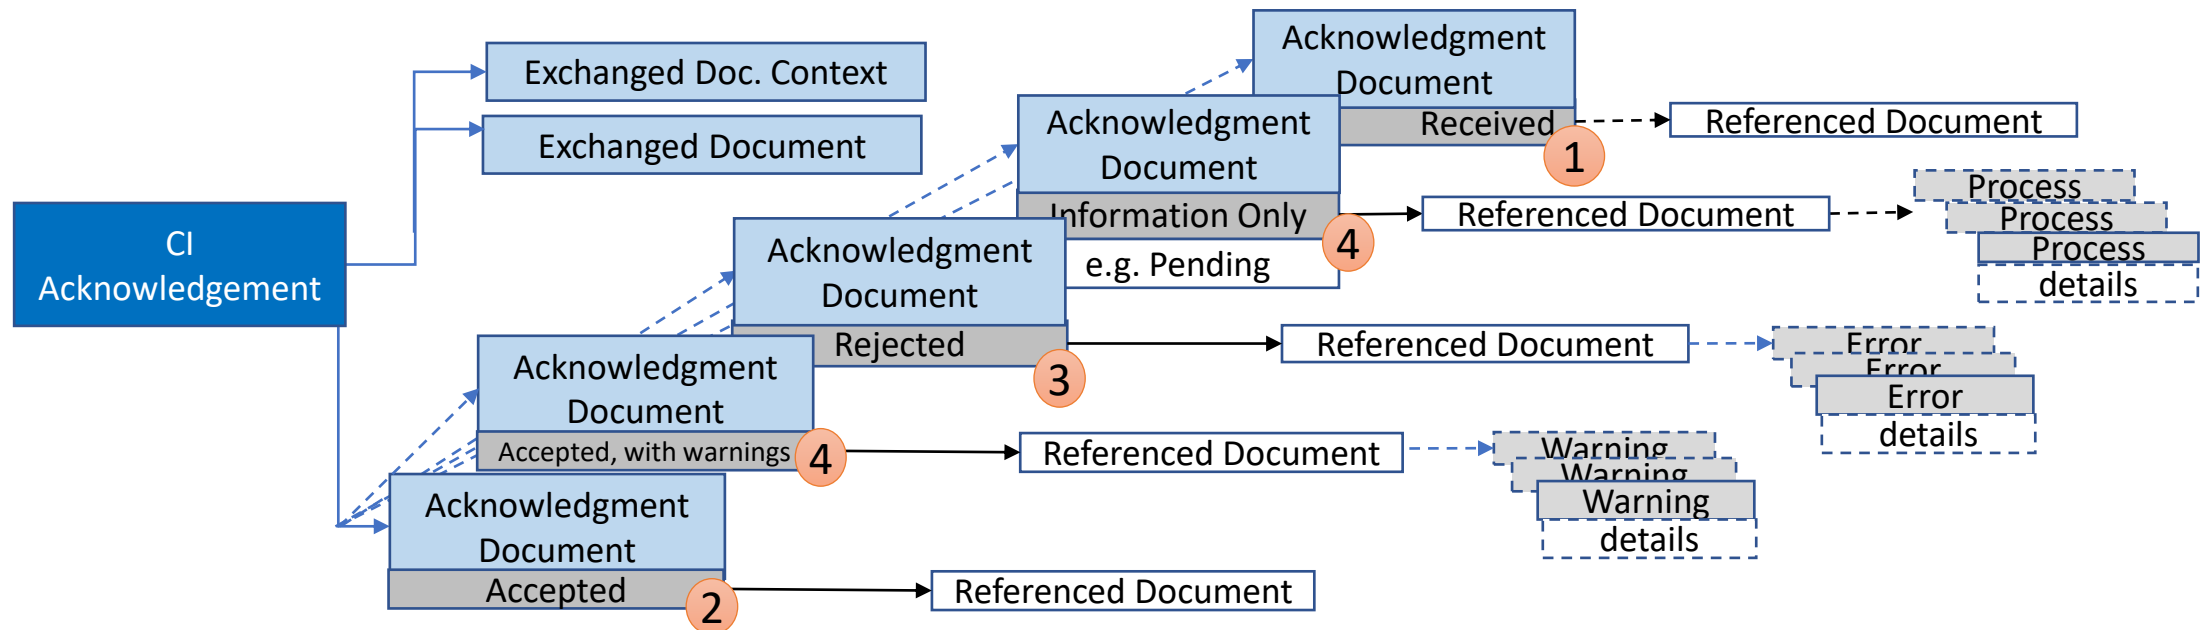 CI
Acknowledgement
Exchanged Doc. Context
Exchanged Document
Acknowledgment
Document
Received
1
Referenced Document
Acknowledgment
Document
Information Only
4
e.g. Pending
Referenced Document
Process
Process
Process
details
Acknowledgment
Document
Rejected
3
Referenced Document
Error
Error
Error
details
Acknowledgment
Document
Accepted, with warnings
4
Referenced Document
Warning
Warning
Warning
details
Acknowledgment
Document
Accepted
2
Referenced Document